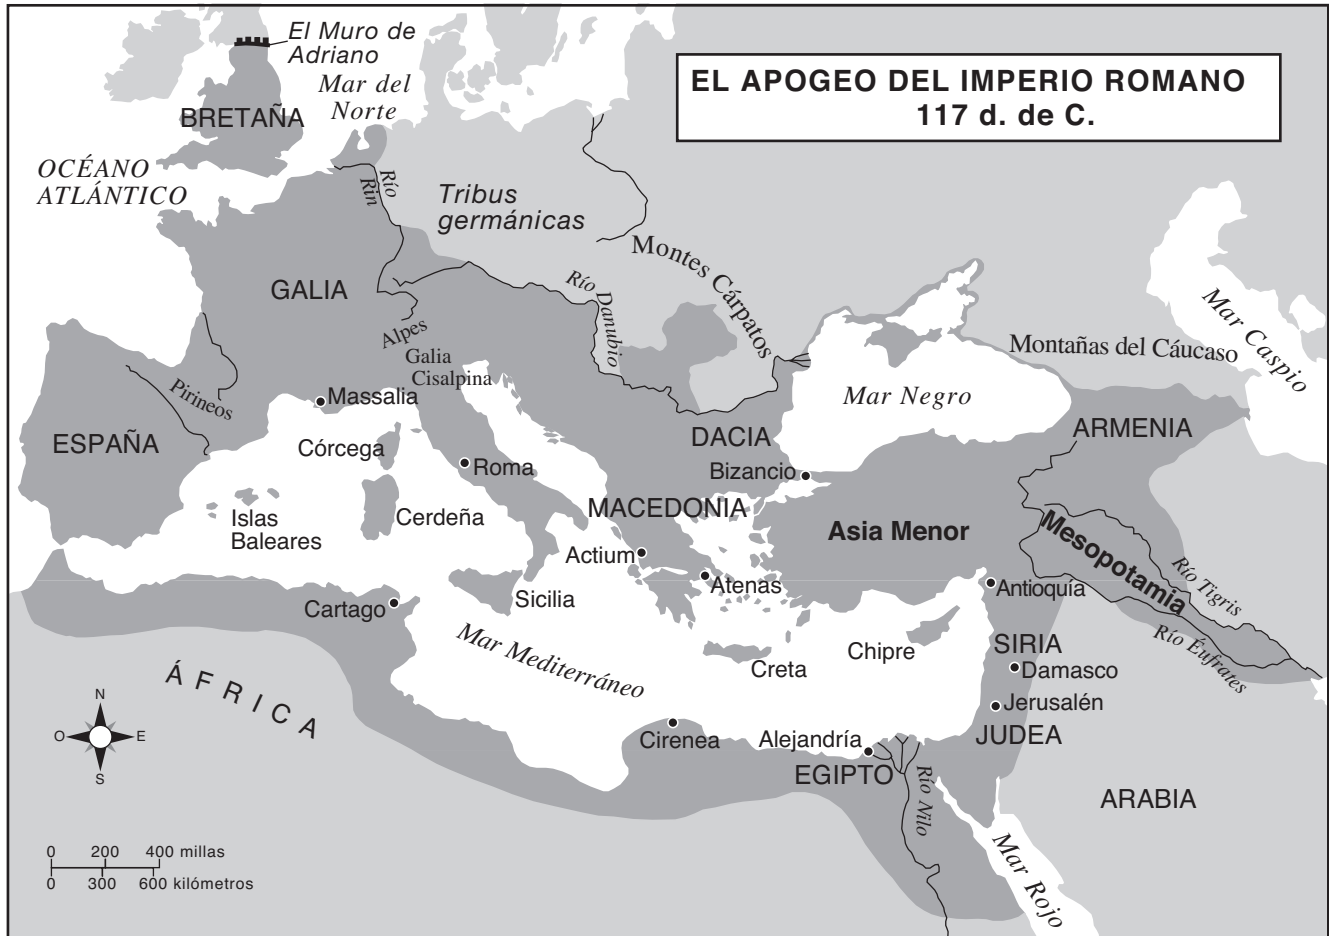 El Muro de
Adriano
Mar del
Norte
EL APOGEO DEL IMPERIO ROMANO
117 d. de C.
BRETAÑA
OCÉANO
ATLÁNTICO
Río
Rin
Tribus
germánicas
Montes Cárpatos
GALIA
Río Danubio
Mar Caspio
Alpes
Galia
Cisalpina
Montañas del Cáucaso
Pirineos
Massalia
Mar Negro
ESPAÑA
Córcega
DACIA
ARMENIA
Roma
Bizancio
Islas
Baleares
Cerdeña
MACEDONIA
Asia Menor
Mesopotamia
Actium
Atenas
Antioquía
Río Tigris
Cartago
Sicilia
Mar Mediterráneo
Creta
Chipre
SIRIA
Río Éufrates
Damasco
ÁFRICA
Jerusalén
Cirenea
Alejandría
JUDEA
EGIPTO
Río Nilo
ARABIA
Mar Rojo
N
O E
S
0 200 400 millas
0 300 600 kilómetros